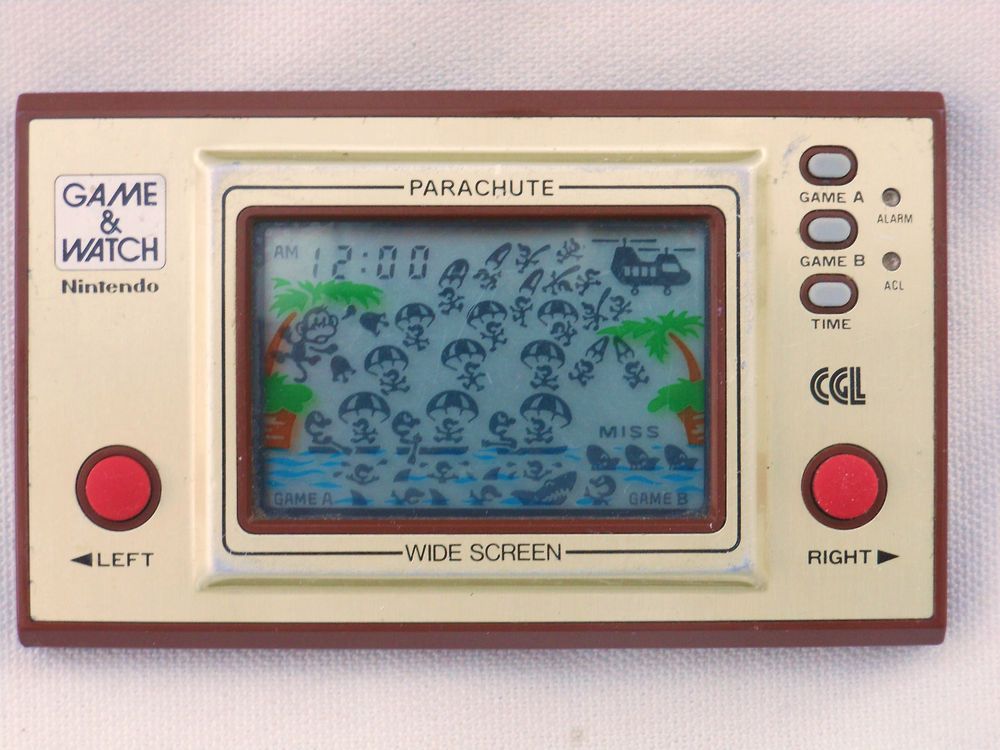 PARACHUTE
GAME
&
WATCH
Nintendo
GAME A
ALARM
GAME B
ACL
TIME
AM 12:00
CGL
MISS
GAME A
GAME B
LEFT
RIGHT
WIDE SCREEN